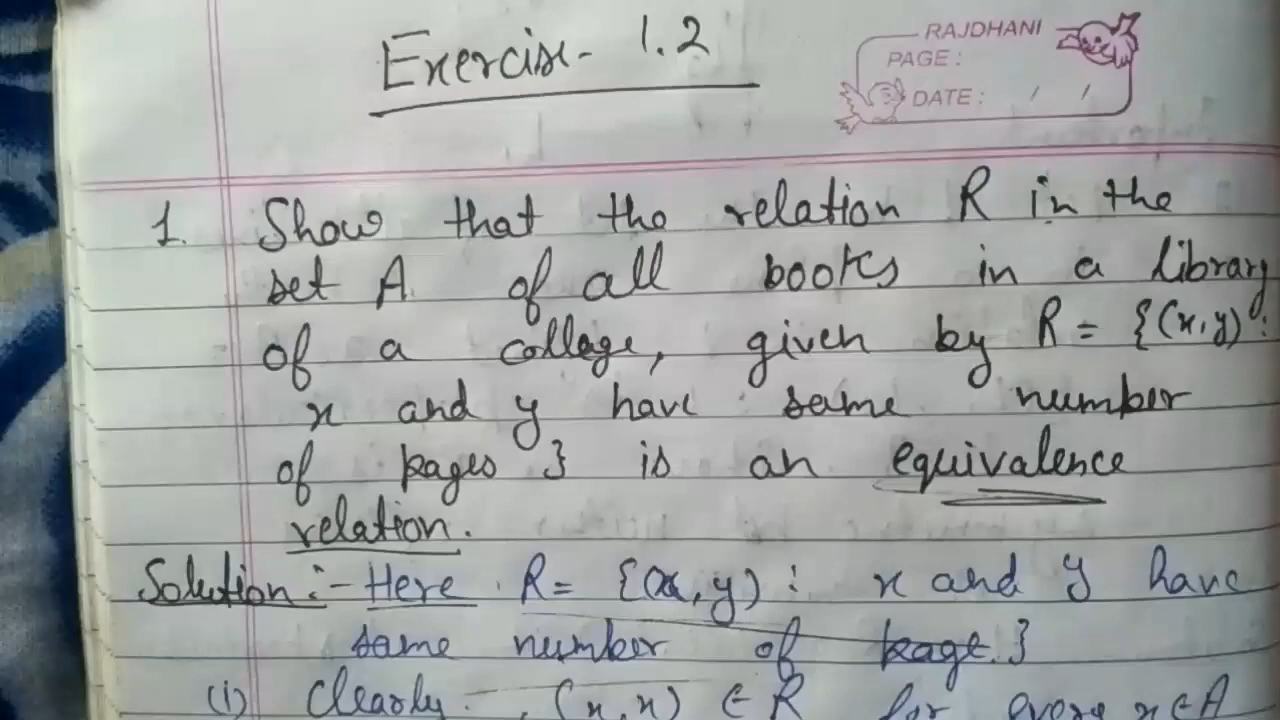 Exercise- 1.2
RAJDHANI
PAGE :
DATE : / /
1. Show that the relation R in the
set A of all books in a library
of a college, given by R = {(x,y) :
x and y have same number
of pages } is an equivalence
relation.
Solution :- Here R = {(x,y) : x and y have
same number of page }
(i) Clearly , (x,x) ∈ R for every x ∈ A